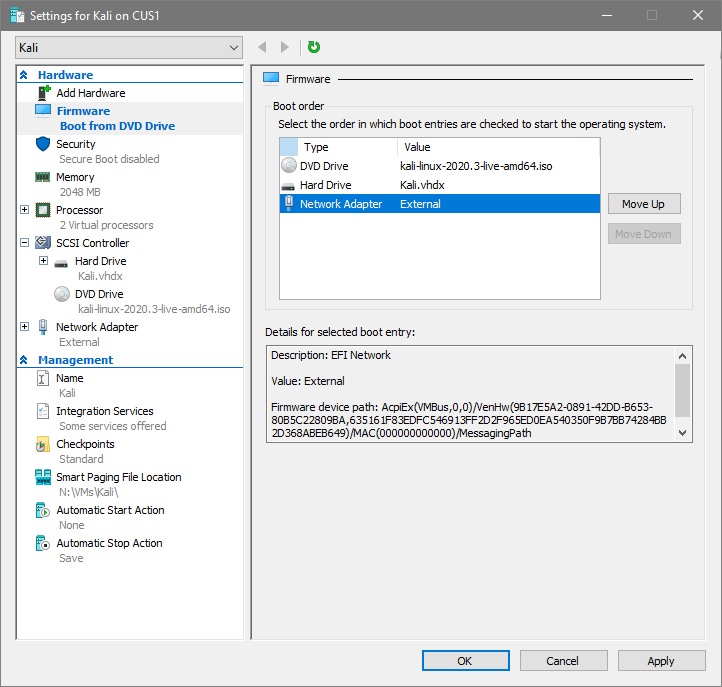 Settings for Kali on CUS1
Kali
Hardware
Add Hardware
Firmware
Boot from DVD Drive
Security
Secure Boot disabled
Memory
2048 MB
Processor
2 Virtual processors
SCSI Controller
Hard Drive
Kali.vhdx
DVD Drive
kali-linux-2020.3-live-amd64.iso
Network Adapter
External
Management
Name
Kali
Integration Services
Some services offered
Checkpoints
Standard
Smart Paging File Location
N:\VMs\Kali\
Automatic Start Action
None
Automatic Stop Action
Save
Firmware
Boot order
Select the order in which boot entries are checked to start the operating system.
Type Value
DVD Drive kali-linux-2020.3-live-amd64.iso
Hard Drive Kali.vhdx
Network Adapter External
Move Up
Move Down
Details for selected boot entry:
Description: EFI Network
Value: External
Firmware device path: AcpiEx(VMBus,0,0)/VenHw(9B17E5A2-0891-42DD-B653-
80B5C22809BA,635161F83EDFC546913FF2D2F965ED0EA540350F9B7BB74284BB
2D368ABEB649)/MAC(000000000000)/MessagingPath
OK
Cancel
Apply